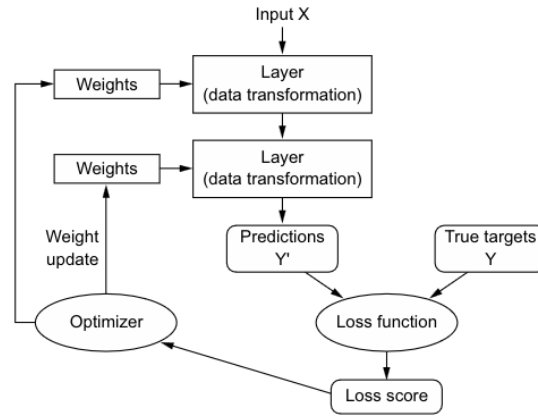 Input X
Weights
Layer
(data transformation)
Weights
Layer
(data transformation)
Weight
update
Predictions
Y'
True targets
Y
Optimizer
Loss function
Loss score